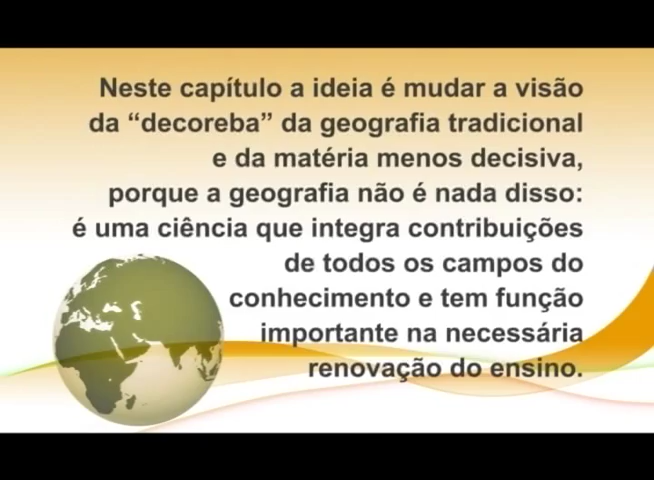 Neste capítulo a ideia é mudar a visão
da “decoreba” da geografia tradicional
e da matéria menos decisiva,
porque a geografia não é nada disso:
é uma ciência que integra contribuições
de todos os campos do
conhecimento e tem função
importante na necessária
renovação do ensino.